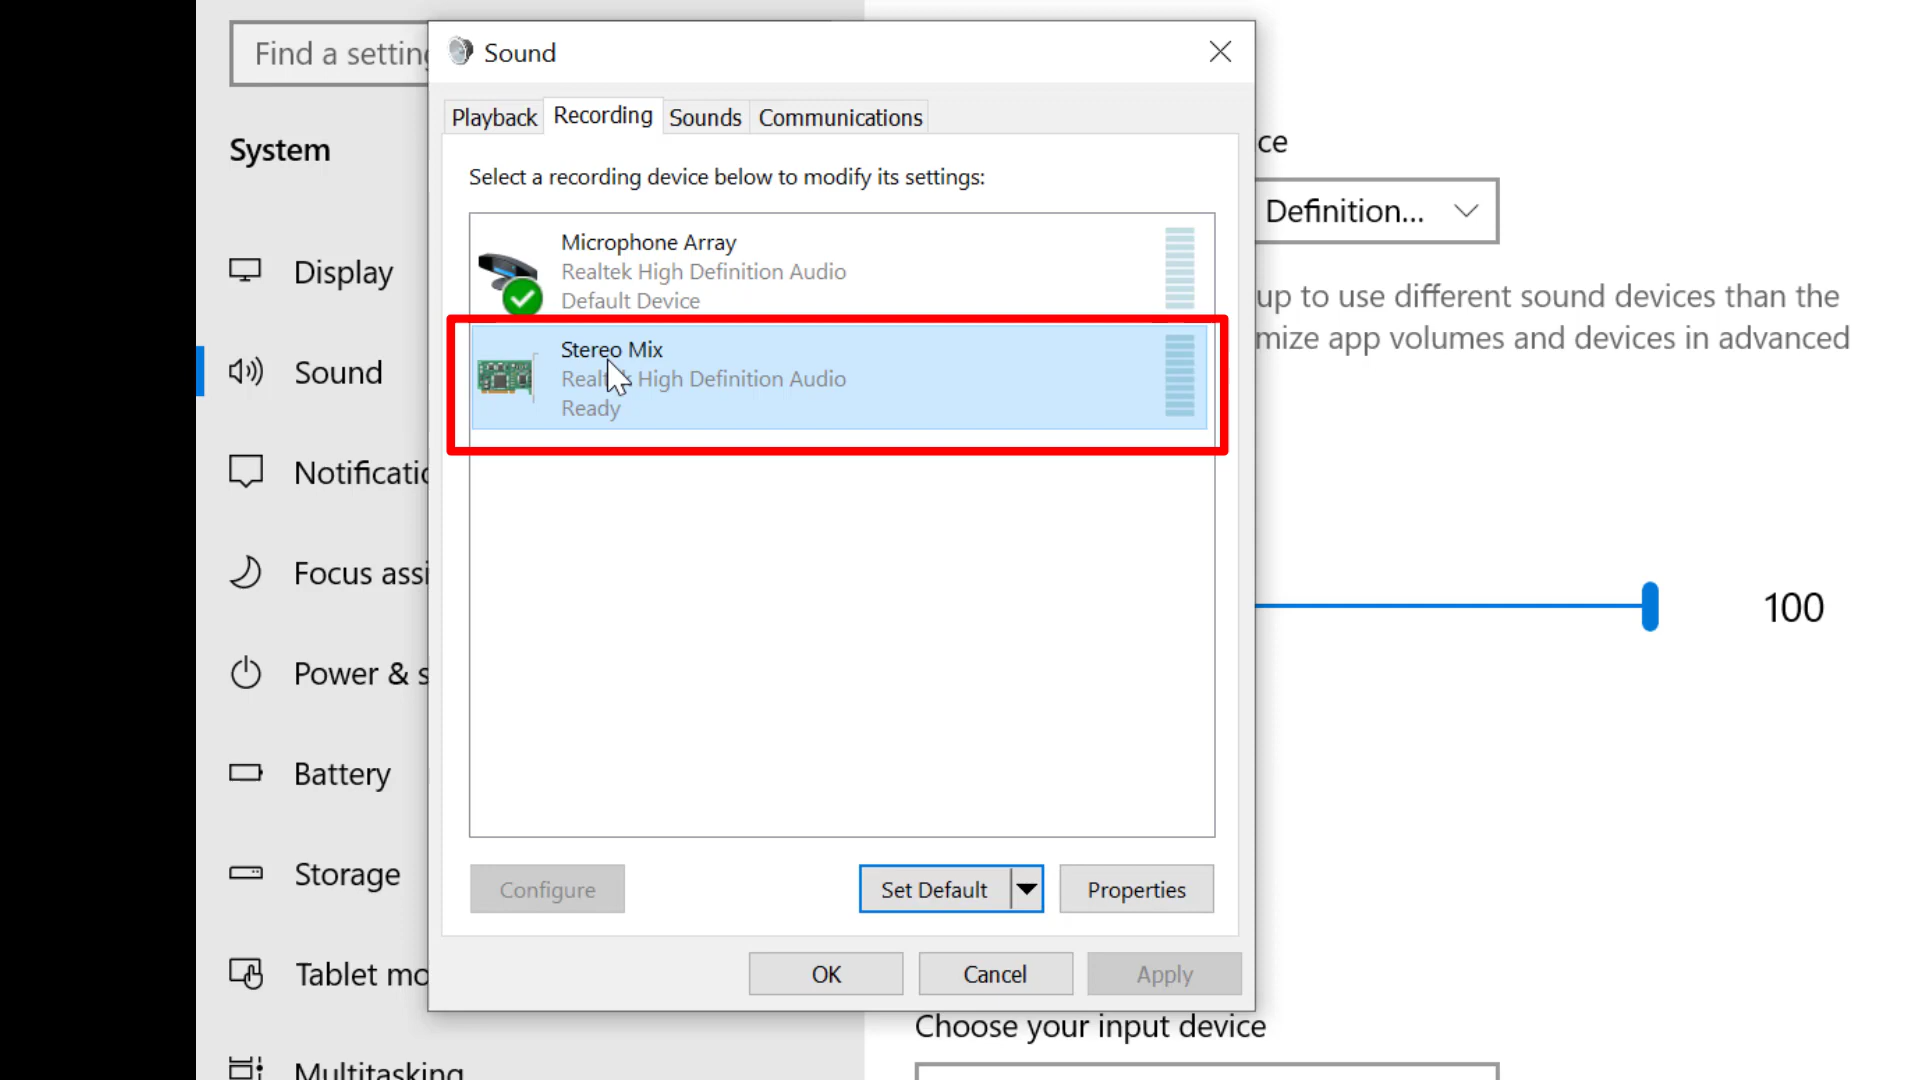 Find a setting
Sound
Playback
Recording
Sounds
Communications
System
ce
Select a recording device below to modify its settings:
Definition...
Microphone Array
Realtek High Definition Audio
Default Device
Display
up to use different sound devices than the
mize app volumes and devices in advanced
Stereo Mix
Realtek High Definition Audio
Ready
Sound
Notificatio
Focus assi
100
Power & s
Battery
Storage
Configure
Set Default
Properties
Tablet mo
OK
Cancel
Apply
Choose your input device
Multitasking